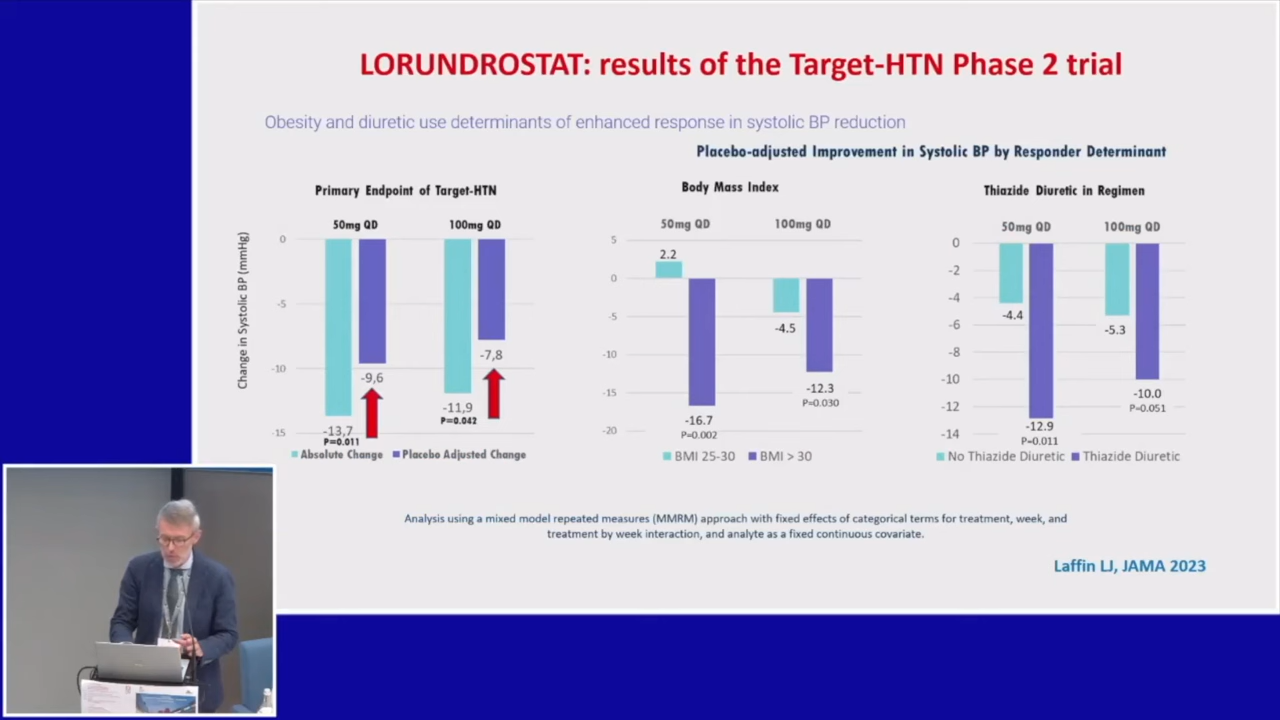 LORUNDROSTAT: results of the Target-HTN Phase 2 trial
Obesity and diuretic use determinants of enhanced response in systolic BP reduction
Placebo-adjusted Improvement in Systolic BP by Responder Determinant
Primary Endpoint of Target-HTN
50mg QD 100mg QD
Change in Systolic BP (mmHg)
0
-5
-10
-15
-9,6
-7,8
-13,7
P=0.011
-11,9
P=0.042
Absolute Change Placebo Adjusted Change
Body Mass Index
50mg QD 100mg QD
5
0
-5
-10
-15
-20
2.2
-4.5
-12.3
P=0.030
-16.7
P=0.002
BMI 25-30 BMI > 30
Thiazide Diuretic in Regimen
50mg QD 100mg QD
0
-2
-4
-6
-8
-10
-12
-14
-4.4
-5.3
-10.0
P=0.051
-12.9
P=0.011
No Thiazide Diuretic Thiazide Diuretic
Analysis using a mixed model repeated measures (MMRM) approach with fixed effects of categorical terms for treatment, week, and
treatment by week interaction, and analyte as a fixed continuous covariate.
Laffin LJ, JAMA 2023